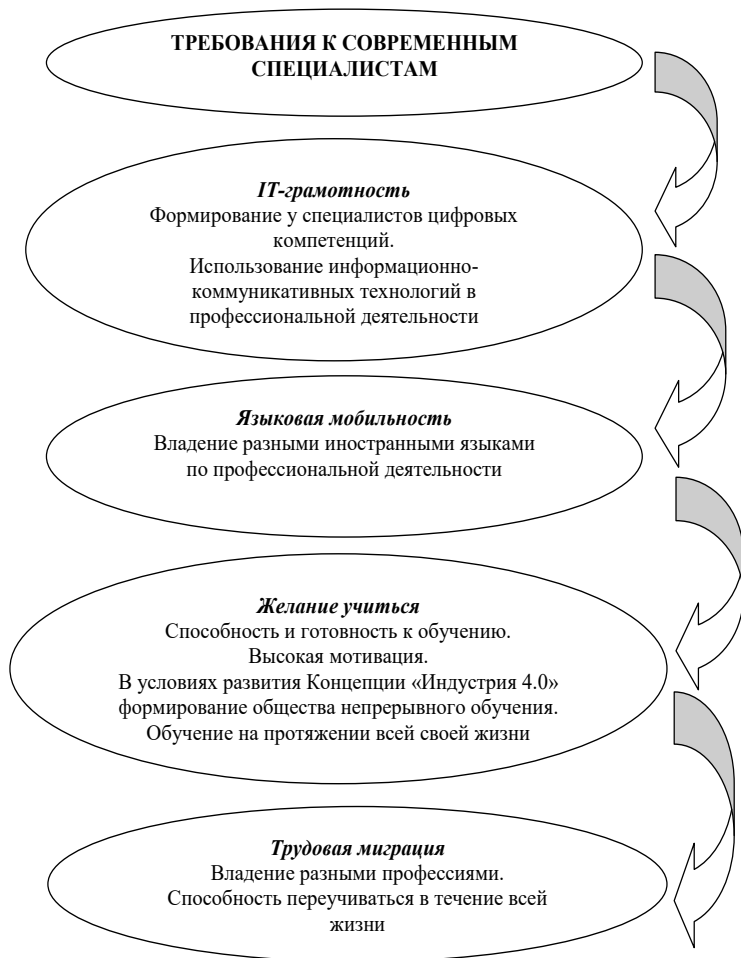 ТРЕБОВАНИЯ К СОВРЕМЕННЫМ
СПЕЦИАЛИСТАМ
IT-грамотность
Формирование у специалистов цифровых
компетенций.
Использование информационно-
коммуникативных технологий в
профессиональной деятельности
Языковая мобильность
Владение разными иностранными языками
по профессиональной деятельности
Желание учиться
Способность и готовность к обучению.
Высокая мотивация.
В условиях развития Концепции «Индустрия 4.0»
формирование общества непрерывного обучения.
Обучение на протяжении всей своей жизни
Трудовая миграция
Владение разными профессиями.
Способность переучиваться в течение всей
жизни